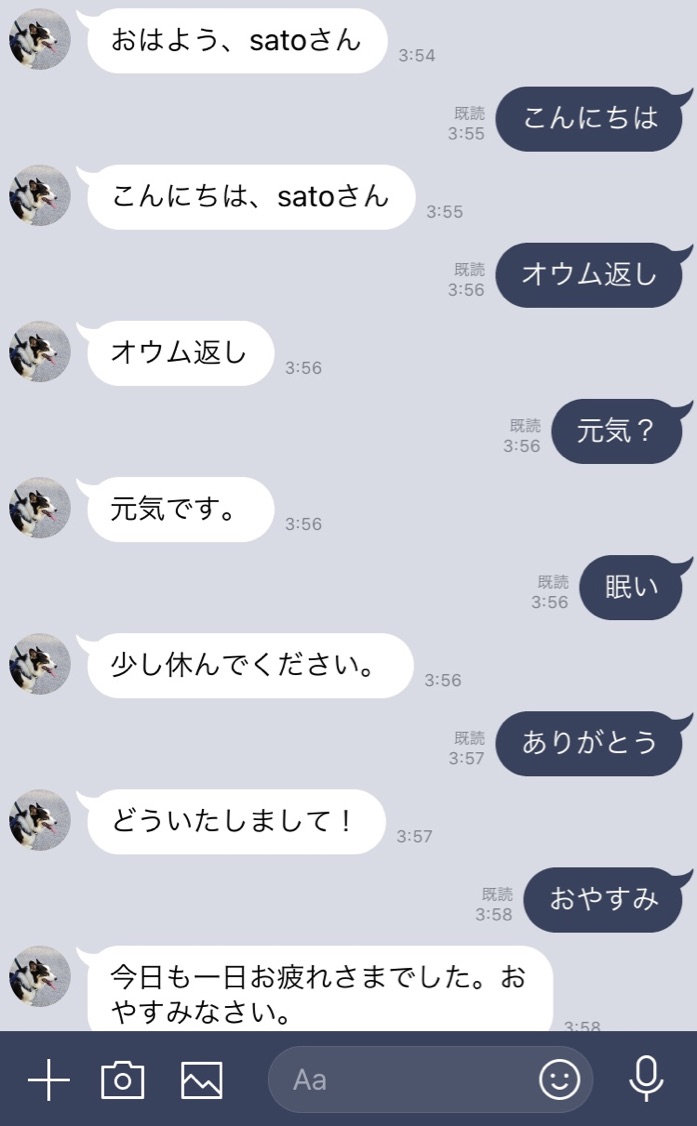 おはよう、satoさん
3:54
既読
3:55
こんにちは
こんにちは、satoさん
3:55
既読
3:56
オウム返し
オウム返し
3:56
既読
3:56
元気？
元気です。
3:56
既読
3:56
眠い
少し休んでください。
3:56
既読
3:57
ありがとう
どういたしまして！
3:57
既読
3:58
おやすみ
今日も一日お疲れさまでした。お
やすみなさい。
3:58
Aa